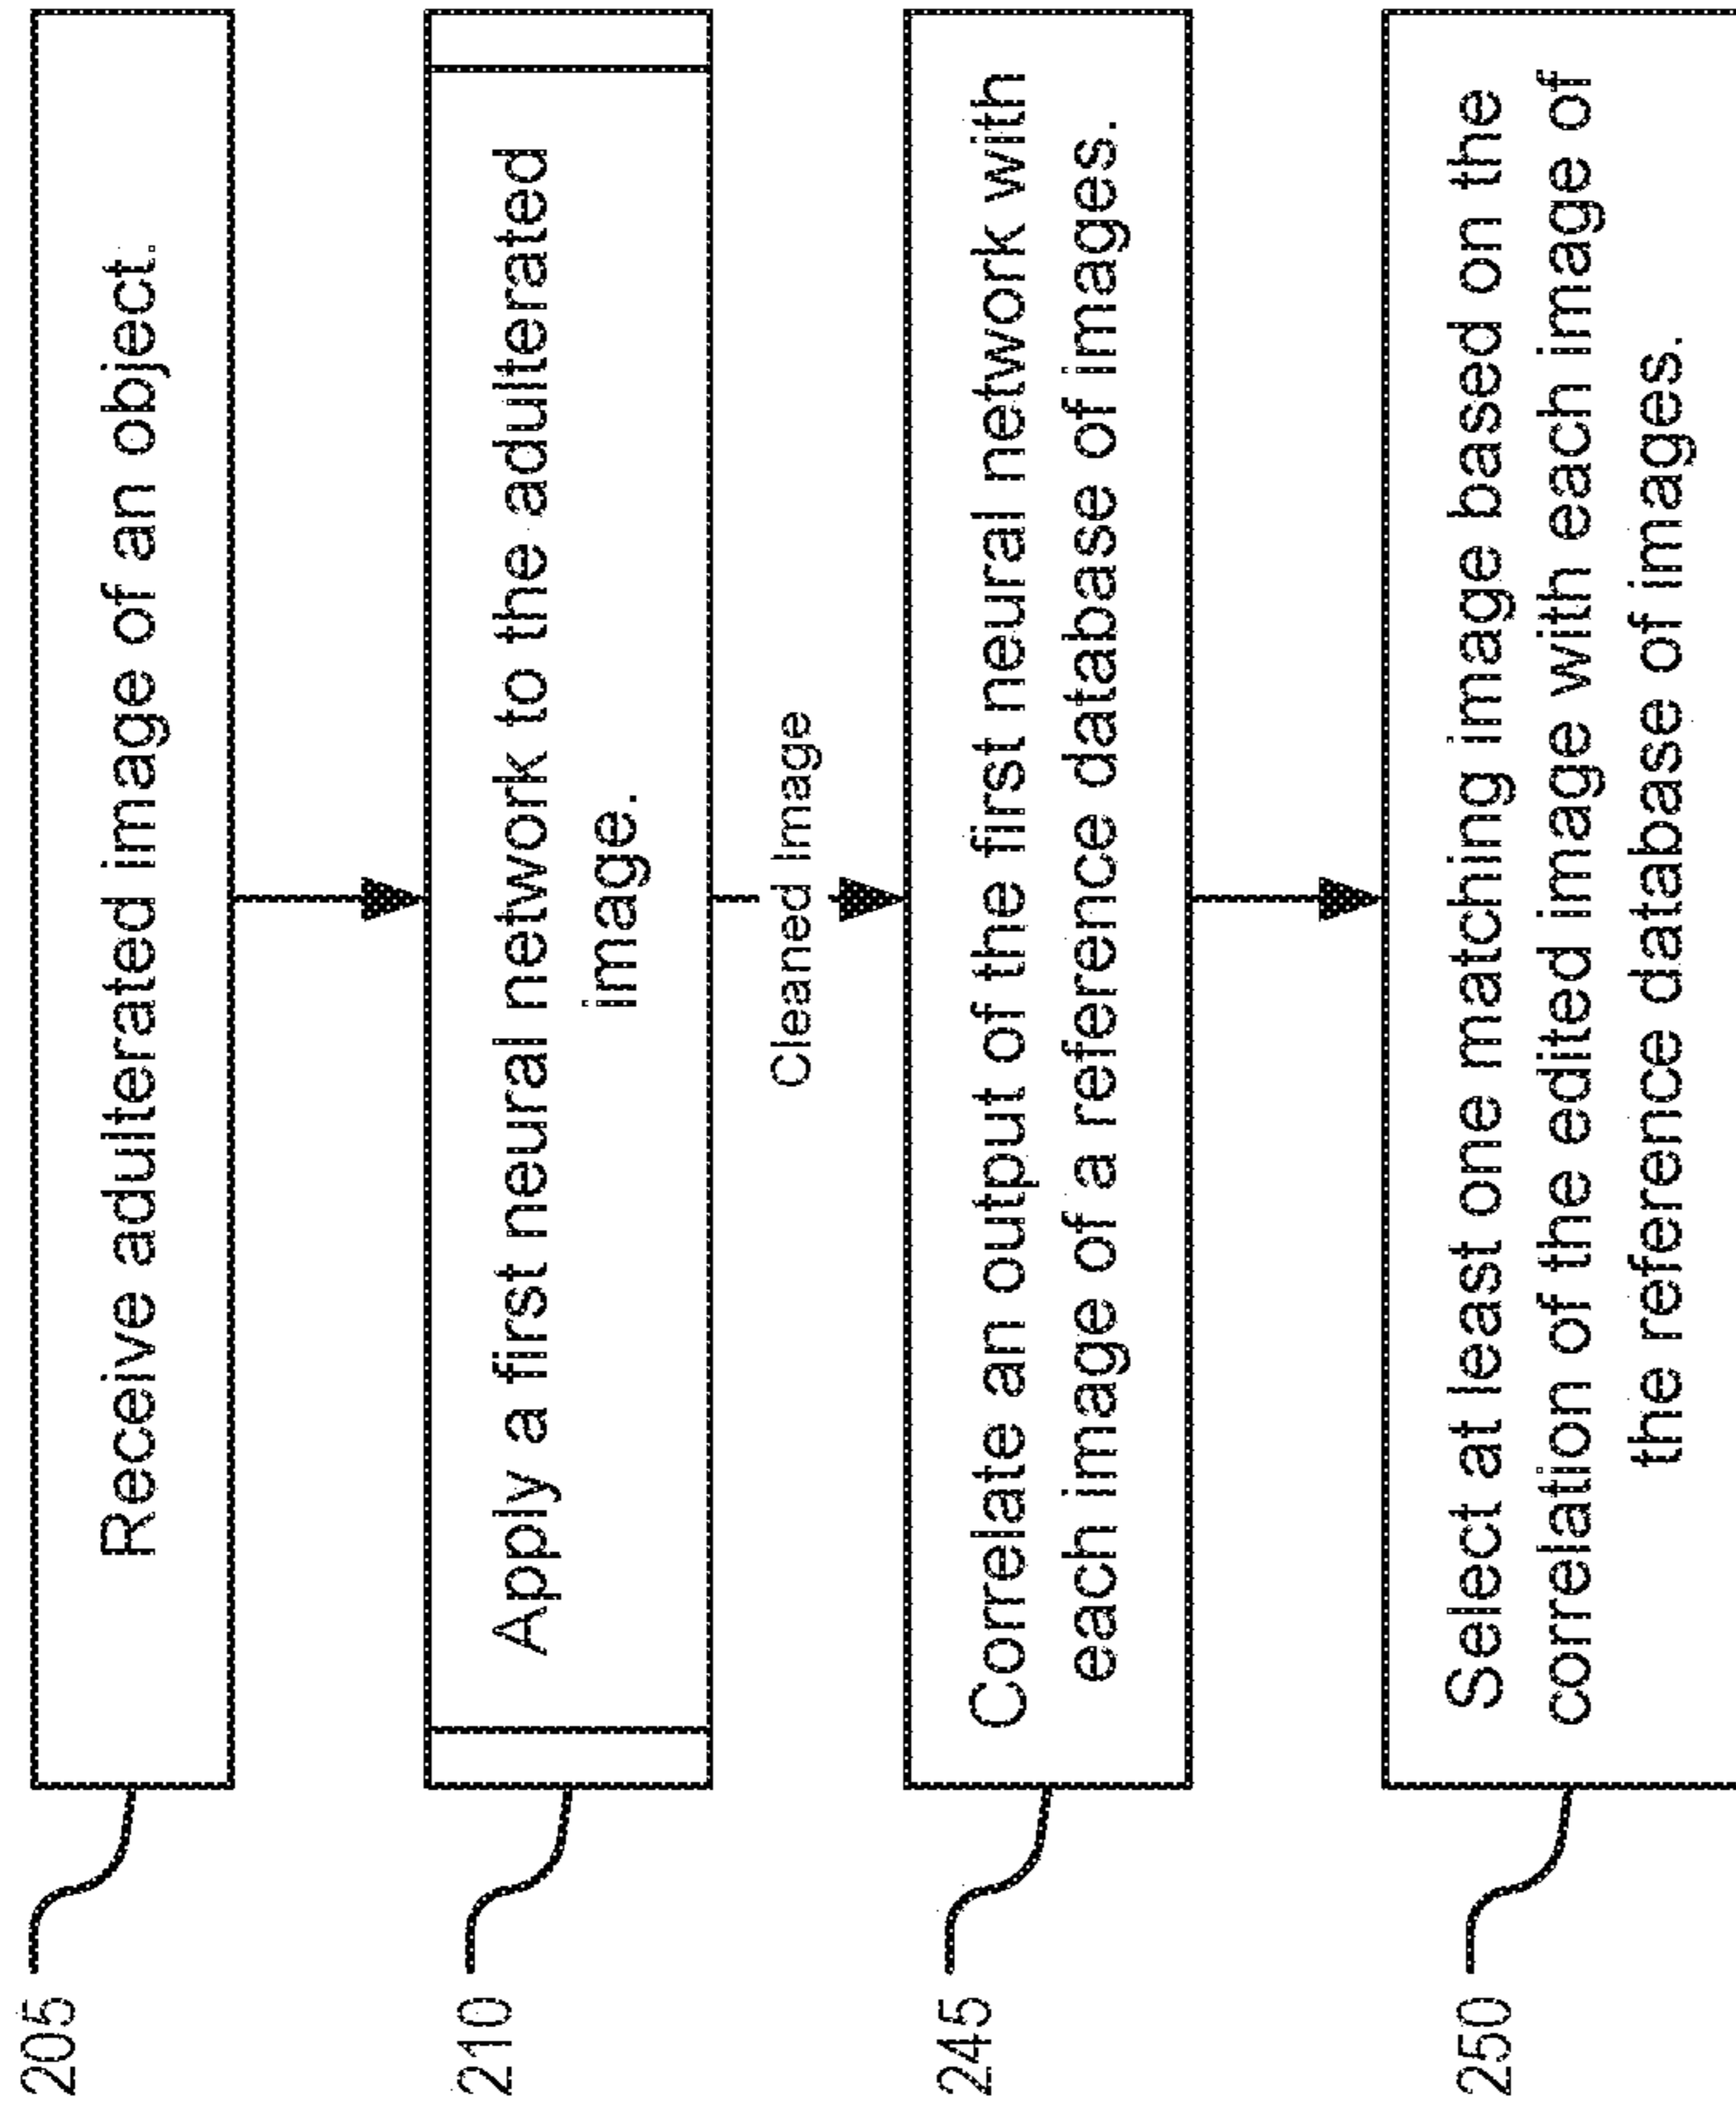 205
Receive adulterated image of an object.
210
Apply a first neural network to the adulterated
image.
Cleaned Image
245
Correlate an output of the first neural network with
each image of a reference database of images.
250
Select at least one matching image based on the
correlation of the edited image with each image of
the reference database of images.